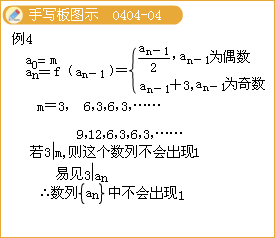 手写板图示 0404-04
例4
a₀=m
aₙ=f(aₙ₋₁)={aₙ₋₁/2, aₙ₋₁为偶数
aₙ₋₁+3,aₙ₋₁为奇数
m=3, 6,3,6,3,……
9,12,6,3,6,3,……
若3|m,则这个数列不会出现1
易见3|aₙ
∴数列{aₙ}中不会出现1